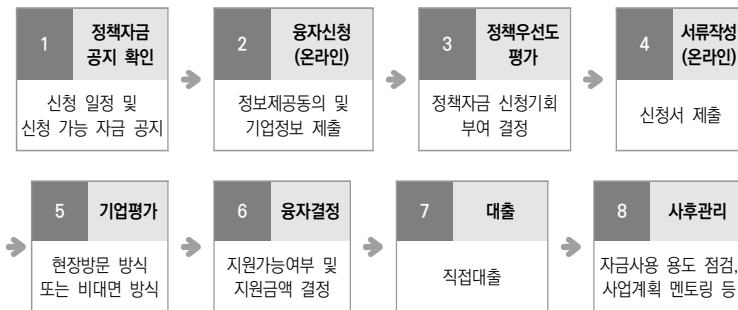 1
정책자금
공지 확인
신청 일정 및
신청 가능 자금 공지
2
융자신청
(온라인)
정보제공동의 및
기업정보 제출
3
정책우선도
평가
정책자금 신청기회
부여 결정
4
서류작성
(온라인)
신청서 제출
5
기업평가
현장방문 방식
또는 비대면 방식
6
융자결정
지원가능여부 및
지원금액 결정
7
대출
직접대출
8
사후관리
자금사용 용도 점검,
사업계획 멘토링 등